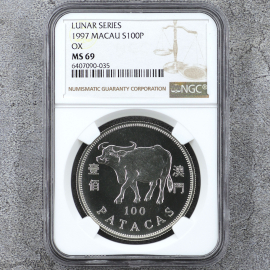 LUNAR SERIES
1997 MACAU S100P
OX
MS 69
6407090-035
NUMISMATIC GUARANTY CORPORATION
NGC
壹佰
澳門
100
PATACAS